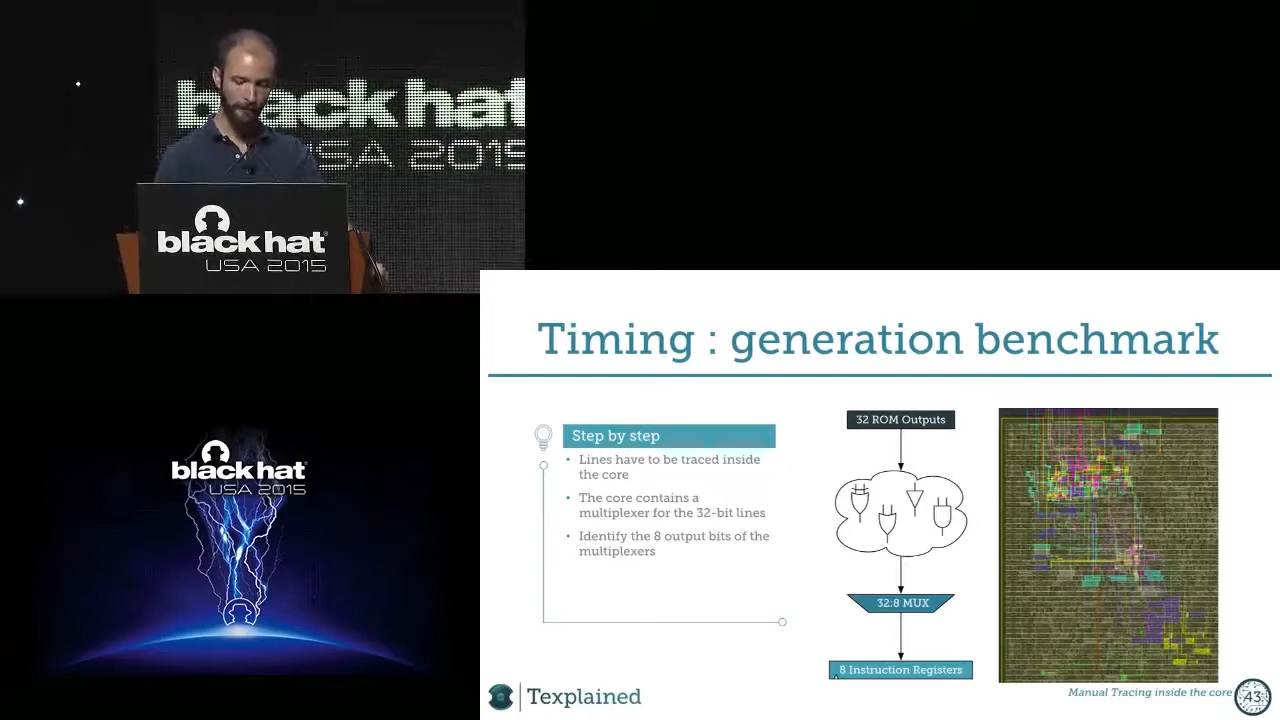 black hat
USA 2015
black hat
USA 2015
black hat
USA 2015
Timing : generation benchmark
Step by step
• Lines have to be traced inside
the core
• The core contains a
multiplexer for the 32-bit lines
• Identify the 8 output bits of the
multiplexers
32 ROM Outputs
32:8 MUX
8 Instruction Registers
Texplained
Manual Tracing inside the core
43